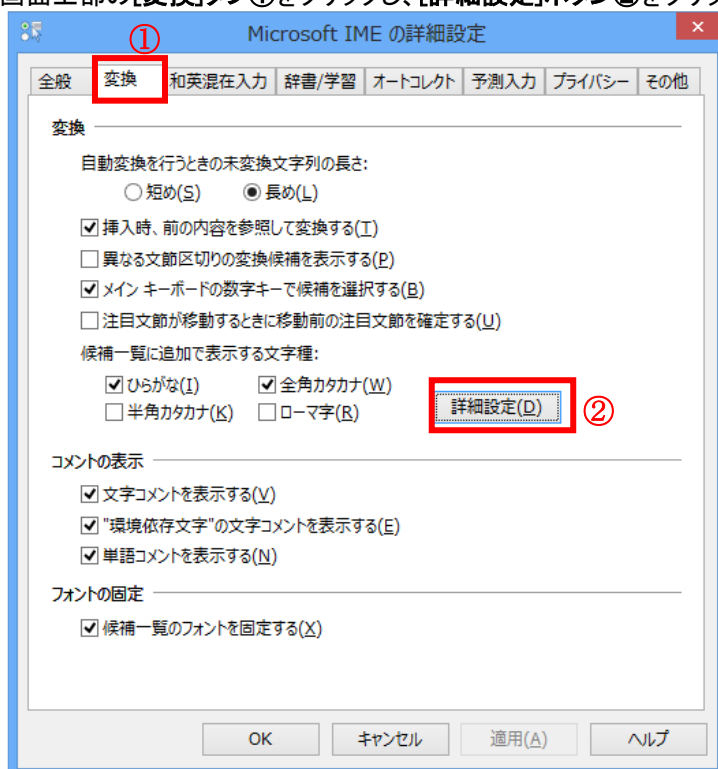 画面上部の[変換]タブ①をクリックし、[詳細設定]ボタン②をクリッ
①
Microsoft IME の詳細設定
全般 変換 和英混在入力 辞書/学習 オートコレクト 予測入力 プライバシー その他
変換
自動変換を行うときの未変換文字列の長さ:
短め(S) 長め(L)
挿入時、前の内容を参照して変換する(T)
異なる文節区切りの変換候補を表示する(P)
メイン キーボードの数字キーで候補を選択する(B)
注目文節が移動するときに移動前の注目文節を確定する(U)
候補一覧に追加で表示する文字種:
ひらがな(I) 全角カタカナ(W)
半角カタカナ(K) ローマ字(R) 詳細設定(D) ②
コメントの表示
文字コメントを表示する(V)
"環境依存文字"の文字コメントを表示する(E)
単語コメントを表示する(N)
フォントの固定
候補一覧のフォントを固定する(X)
OK キャンセル 適用(A) ヘルプ